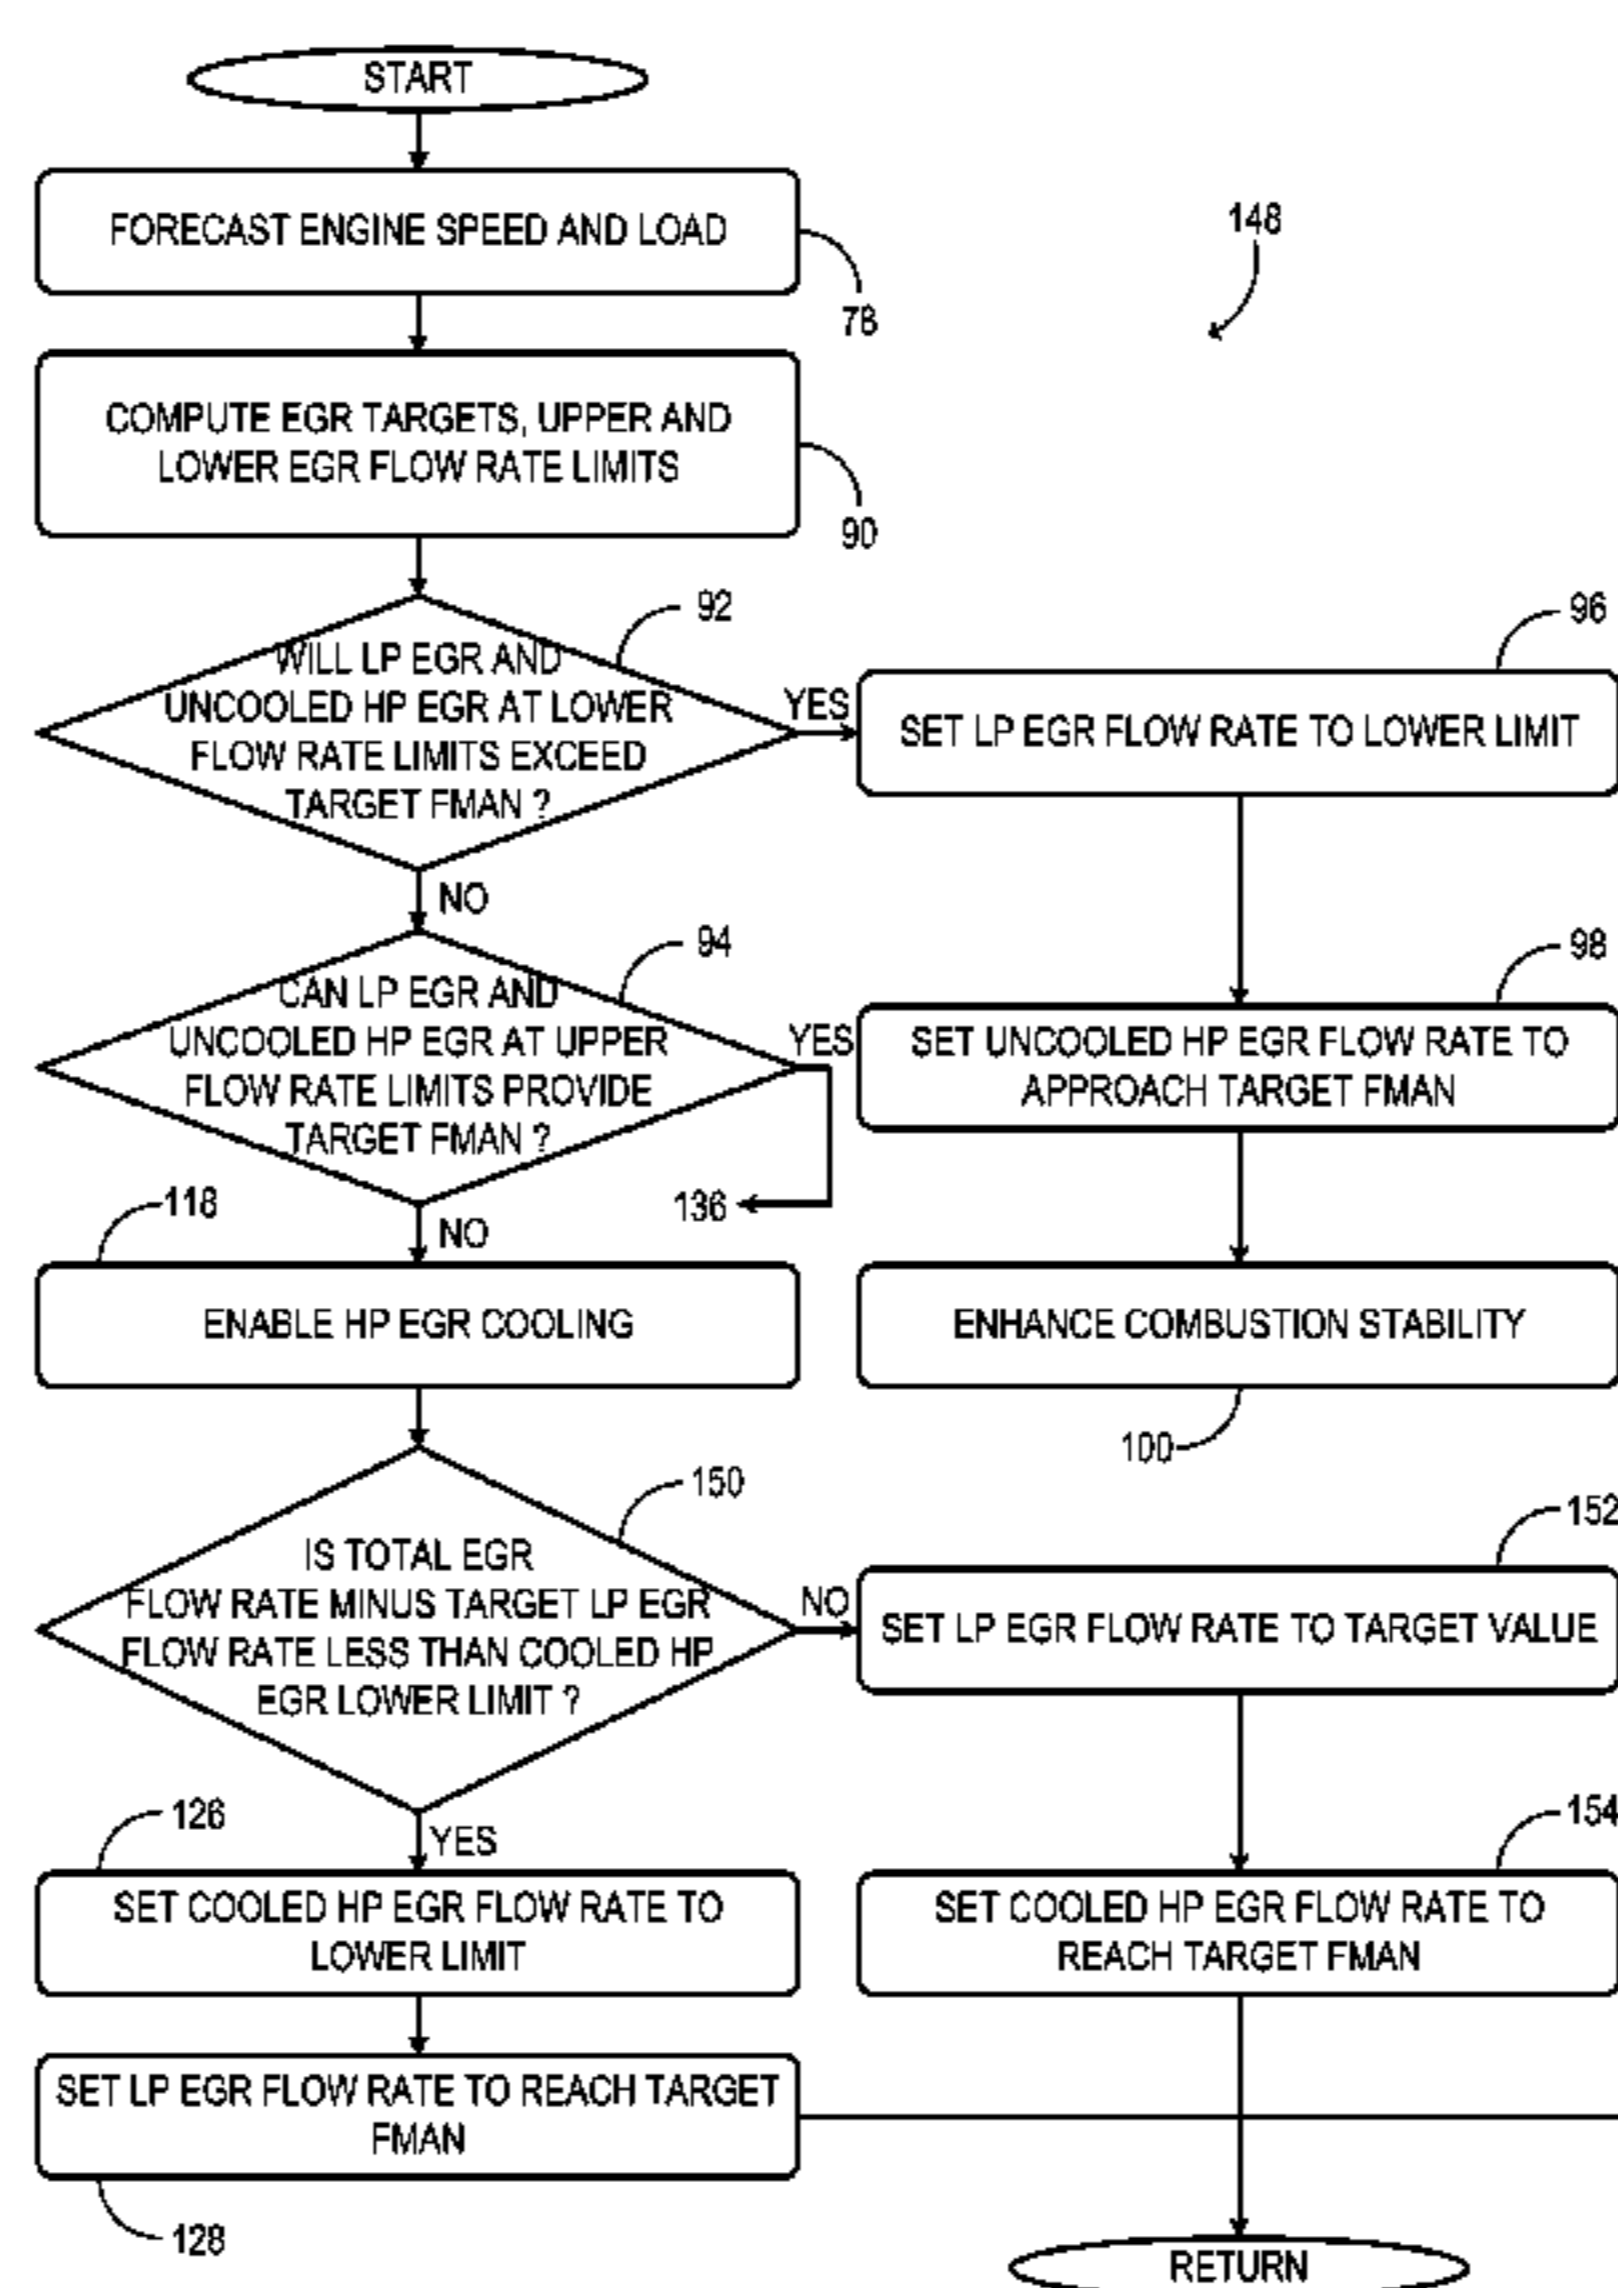 START
FORECAST ENGINE SPEED AND LOAD
78
148
COMPUTE EGR TARGETS, UPPER AND
LOWER EGR FLOW RATE LIMITS
90
92
WILL LP EGR AND
UNCOOLED HP EGR AT LOWER
FLOW RATE LIMITS EXCEED
TARGET FMAN ?
YES
NO
96
SET LP EGR FLOW RATE TO LOWER LIMIT
94
CAN LP EGR AND
UNCOOLED HP EGR AT UPPER
FLOW RATE LIMITS PROVIDE
TARGET FMAN ?
YES
136
NO
98
SET UNCOOLED HP EGR FLOW RATE TO
APPROACH TARGET FMAN
118
ENABLE HP EGR COOLING
ENHANCE COMBUSTION STABILITY
100
150
IS TOTAL EGR
FLOW RATE MINUS TARGET LP EGR
FLOW RATE LESS THAN COOLED HP
EGR LOWER LIMIT ?
NO
YES
152
SET LP EGR FLOW RATE TO TARGET VALUE
126
SET COOLED HP EGR FLOW RATE TO
LOWER LIMIT
154
SET COOLED HP EGR FLOW RATE TO
REACH TARGET FMAN
SET LP EGR FLOW RATE TO REACH TARGET
FMAN
128
RETURN